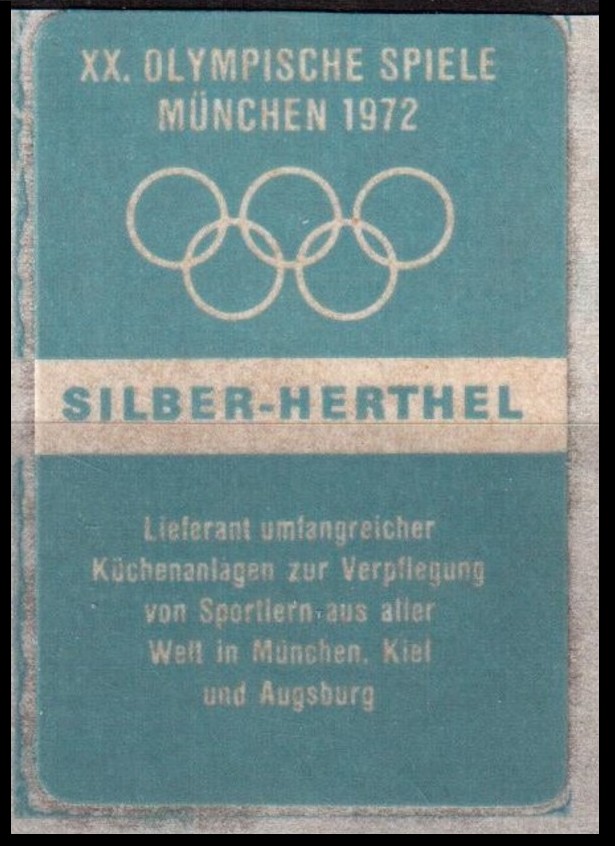 XX. OLYMPISCHE SPIELE
MÜNCHEN 1972
SILBER-HERTHEL
Lieferant umfangreicher
Küchenanlagen zur Verpflegung
von Sportlern aus aller
Welt in München, Kiel
und Augsburg